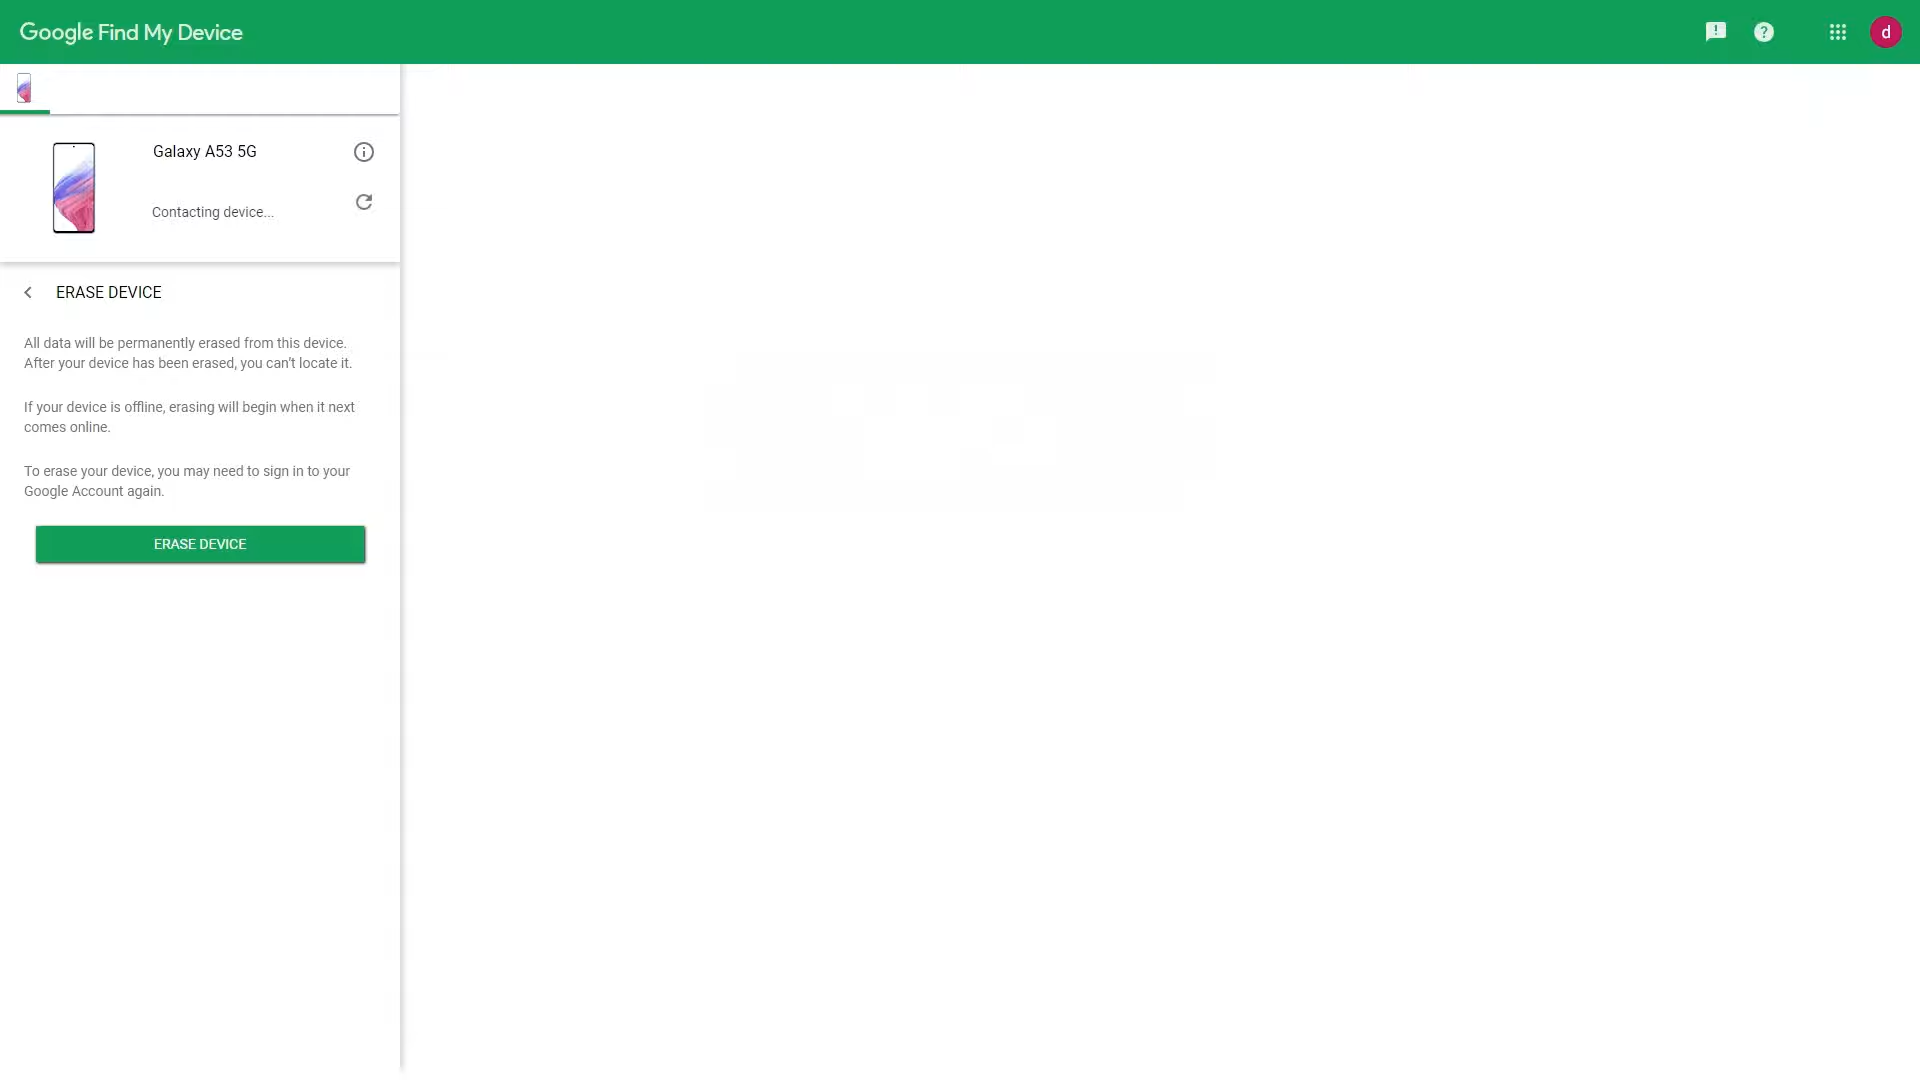 Google Find My Device
d
Galaxy A53 5G
Contacting device...
ERASE DEVICE
All data will be permanently erased from this device.
After your device has been erased, you can't locate it.
If your device is offline, erasing will begin when it next
comes online.
To erase your device, you may need to sign in to your
Google Account again.
ERASE DEVICE